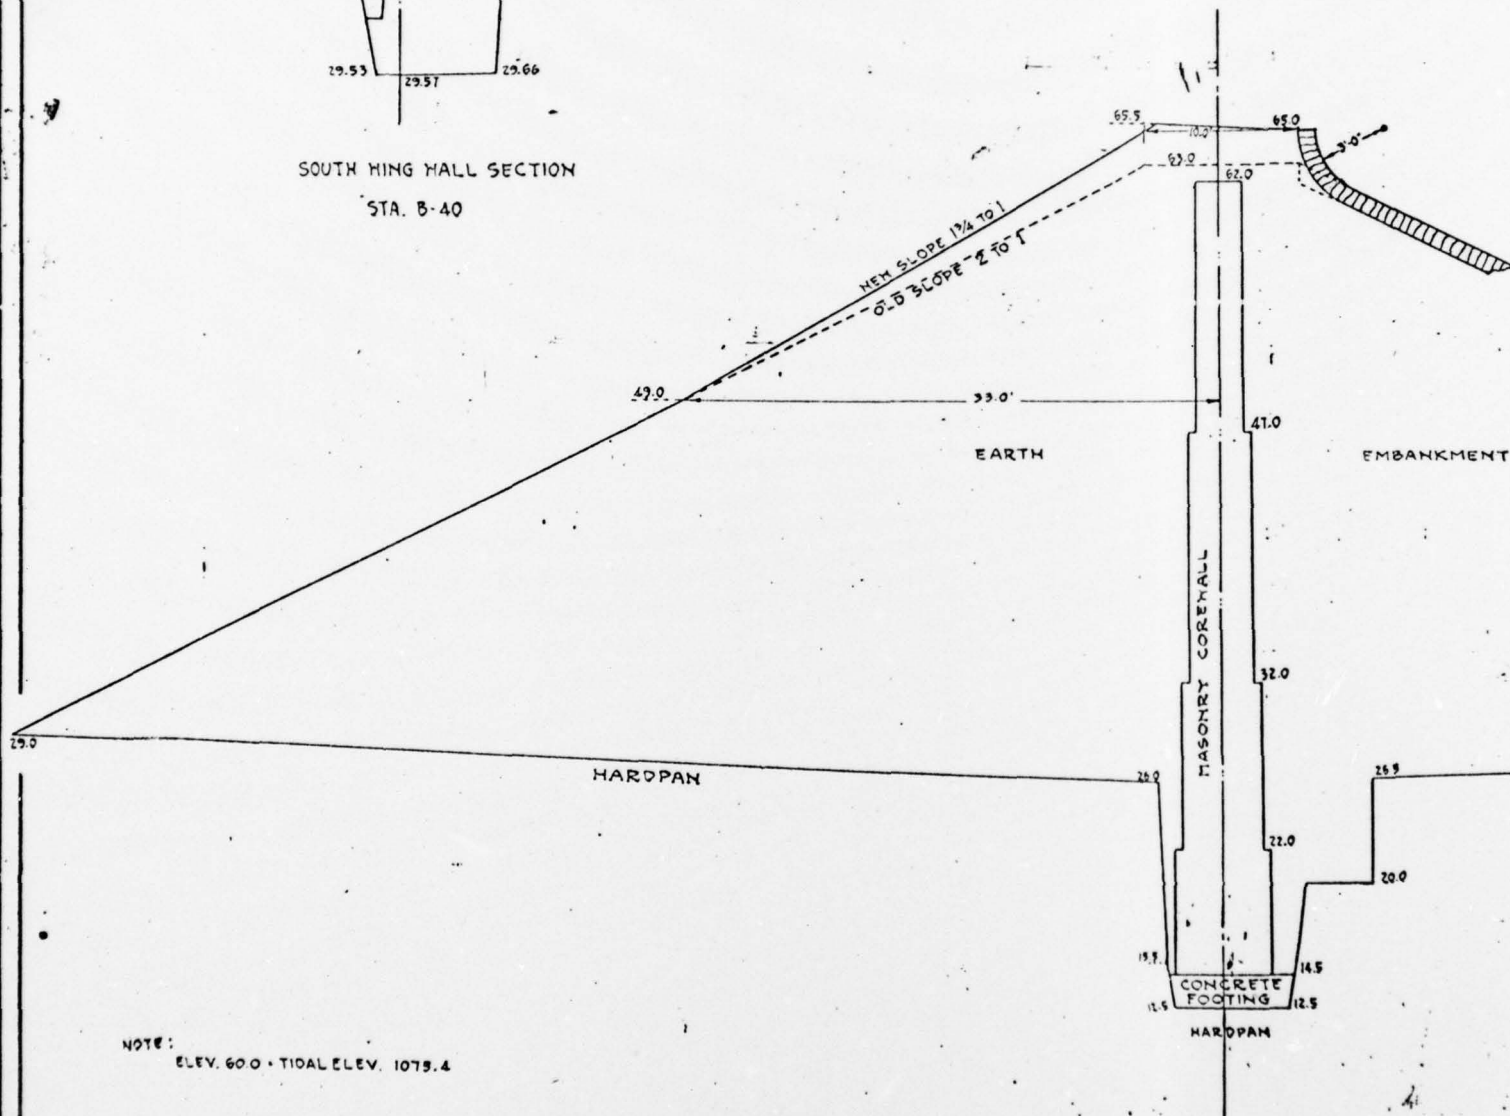 29.53
29.57
29.66
SOUTH WING WALL SECTION
STA. B-40
65.5
10.0'
65.0
3'-0"
63.0
62.0
NEW SLOPE 1¾ TO 1
OLD SLOPE 2 TO 1
49.0
33.0'
47.0
EARTH
EMBANKMENT
MASONRY COREWALL
32.0
29.0
HARDPAN
26.0
26.5
22.0
20.0
14.5
CONCRETE
FOOTING
12.5
12.5
HARDPAN
NOTE:
ELEV. 60.0 = TIDAL ELEV. 1075.4